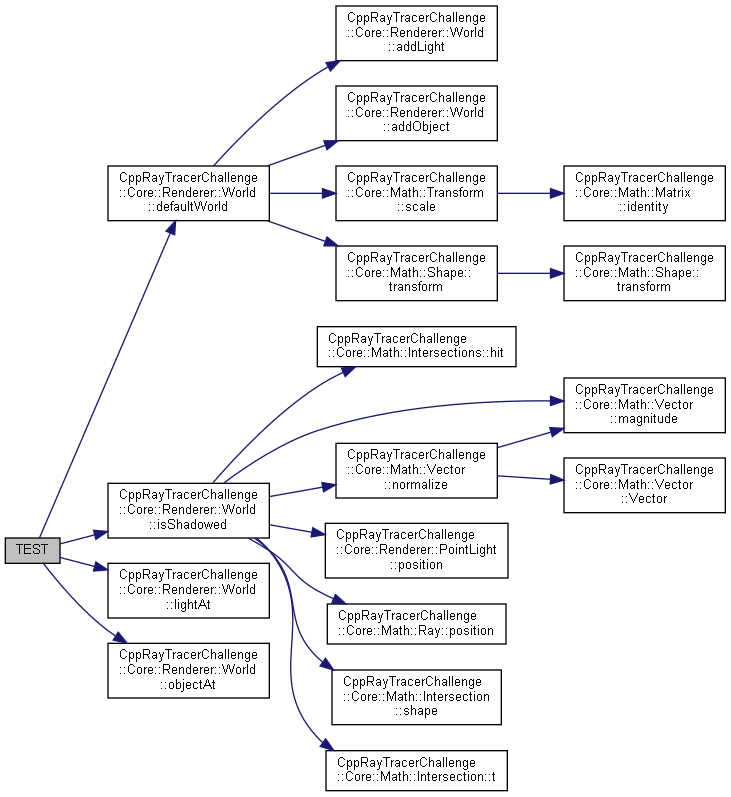 CppRayTracerChallenge
::Core::Renderer::World
::addLight
CppRayTracerChallenge
::Core::Renderer::World
::addObject
CppRayTracerChallenge
::Core::Renderer::World
::defaultWorld
CppRayTracerChallenge
::Core::Math::Transform
::scale
CppRayTracerChallenge
::Core::Math::Matrix
::identity
CppRayTracerChallenge
::Core::Math::Shape::
transform
CppRayTracerChallenge
::Core::Math::Shape::
transform
CppRayTracerChallenge
::Core::Math::Intersections::hit
CppRayTracerChallenge
::Core::Math::Vector
::magnitude
CppRayTracerChallenge
::Core::Math::Vector
::normalize
CppRayTracerChallenge
::Core::Math::Vector
::Vector
CppRayTracerChallenge
::Core::Renderer::World
::isShadowed
TEST
CppRayTracerChallenge
::Core::Renderer::PointLight
::position
CppRayTracerChallenge
::Core::Renderer::World
::lightAt
CppRayTracerChallenge
::Core::Math::Ray::position
CppRayTracerChallenge
::Core::Renderer::World
::objectAt
CppRayTracerChallenge
::Core::Math::Intersection
::shape
CppRayTracerChallenge
::Core::Math::Intersection::t